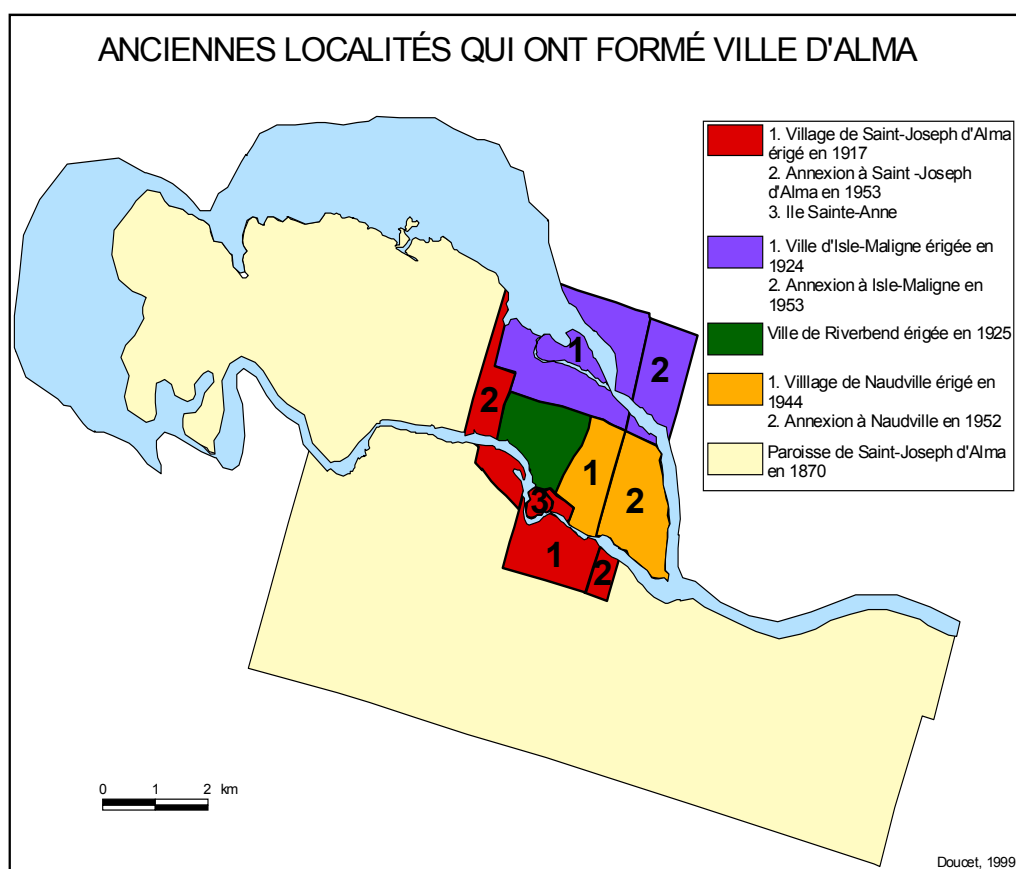 ANCIENNES LOCALITÉS QUI ONT FORMÉ VILLE D'ALMA
1. Village de Saint-Joseph d'Alma
érigé en 1917
2. Annexion à Saint -Joseph
d'Alma en 1953
3. Ile Sainte-Anne
1. Ville d'Isle-Maligne érigée en
1924
2. Annexion à Isle-Maligne en
1953
Ville de Riverbend érigée en 1925
1. Villlage de Naudville érigé en
1944
2. Annexion à Naudville en 1952
Paroisse de Saint-Joseph d'Alma
en 1870
1
2
2
1
2
3
1
2
0 1 2 km
Doucet, 1999